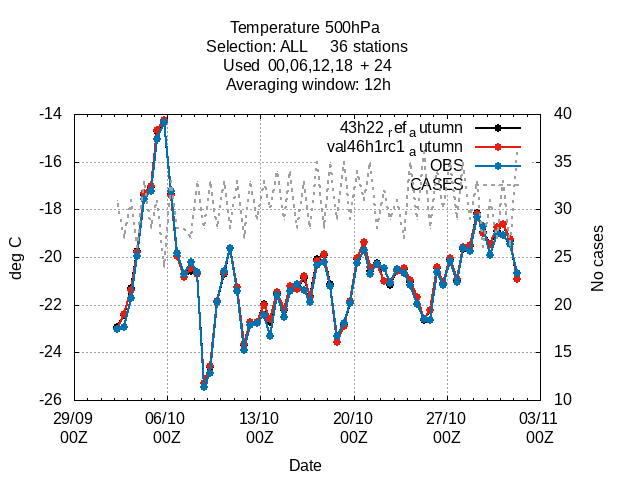 Temperature 500hPa
Selection: ALL 36 stations
Used 00,06,12,18 + 24
Averaging window: 12h
43h22_ref_autumn
val46h1rc1_autumn
OBS
CASES
deg C
-14
-16
-18
-20
-22
-24
-26
40
35
30
25
20
15
10
No cases
29/09 06/10 13/10 20/10 27/10 03/11
00Z 00Z 00Z 00Z 00Z 00Z
Date